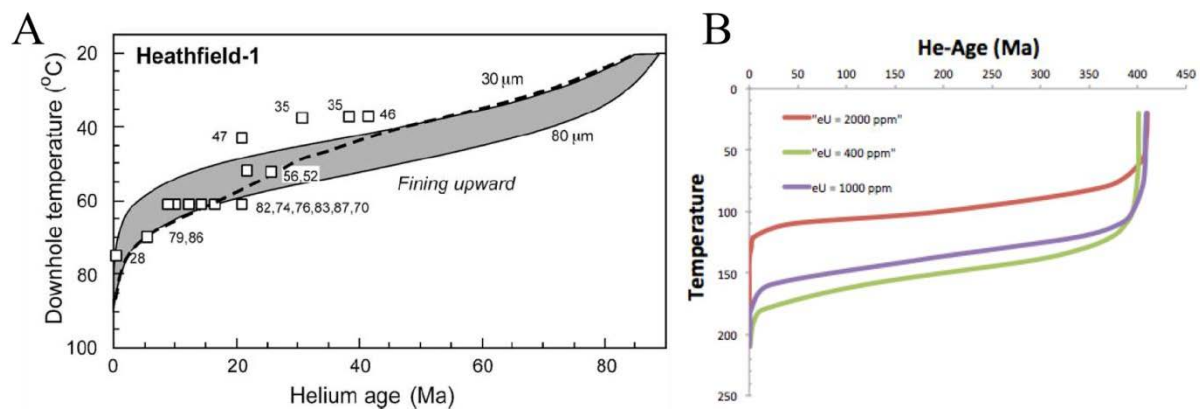 A
Heathfield-1
Downhole temperature (°C)
20
40
60
80
100
30 µm
80 µm
Fining upward
35
35
46
47
56,52
82,74,76,83,87,70
79,86
28
0
20
40
60
80
Helium age (Ma)
B
He-Age (Ma)
0
50
100
150
200
250
300
350
400
450
Temperature
0
50
100
150
200
250
"eU = 2000 ppm"
"eU = 400 ppm"
eU = 1000 ppm